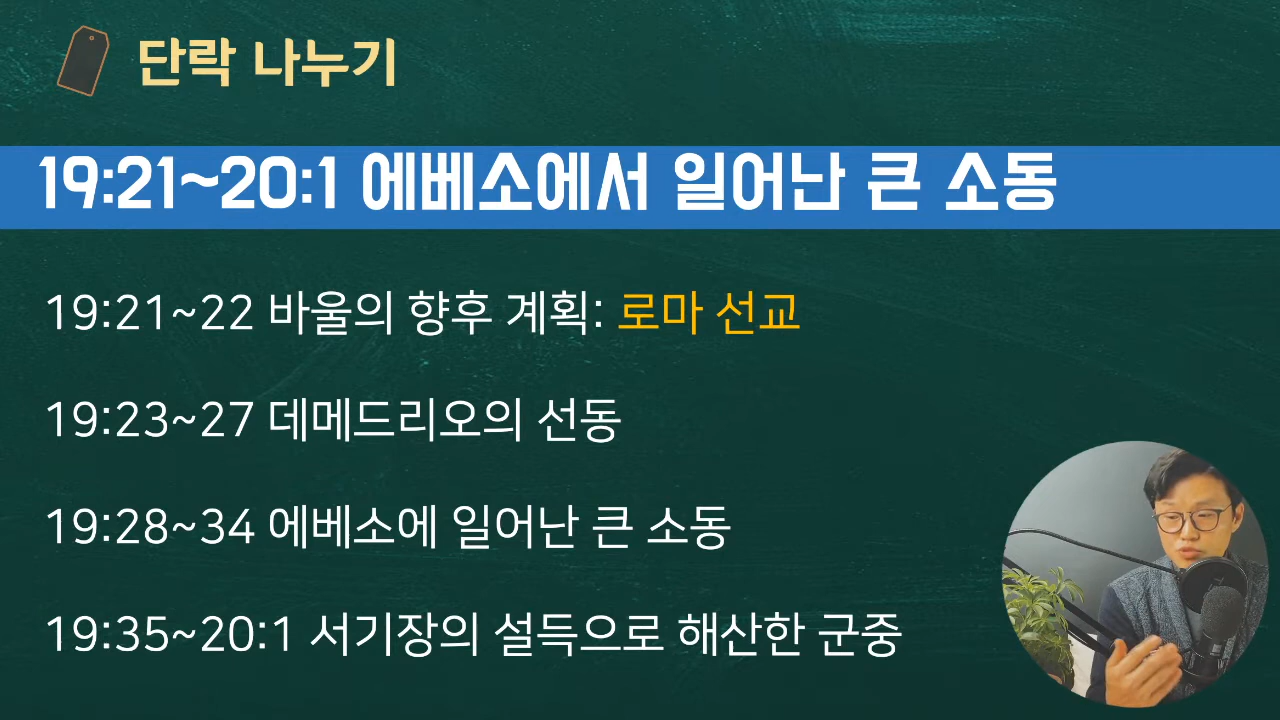 단락 나누기
19:21~20:1 에베소에서 일어난 큰 소동
19:21~22 바울의 향후 계획: 로마 선교
19:23~27 데메드리오의 선동
19:28~34 에베소에 일어난 큰 소동
19:35~20:1 서기장의 설득으로 해산한 군중